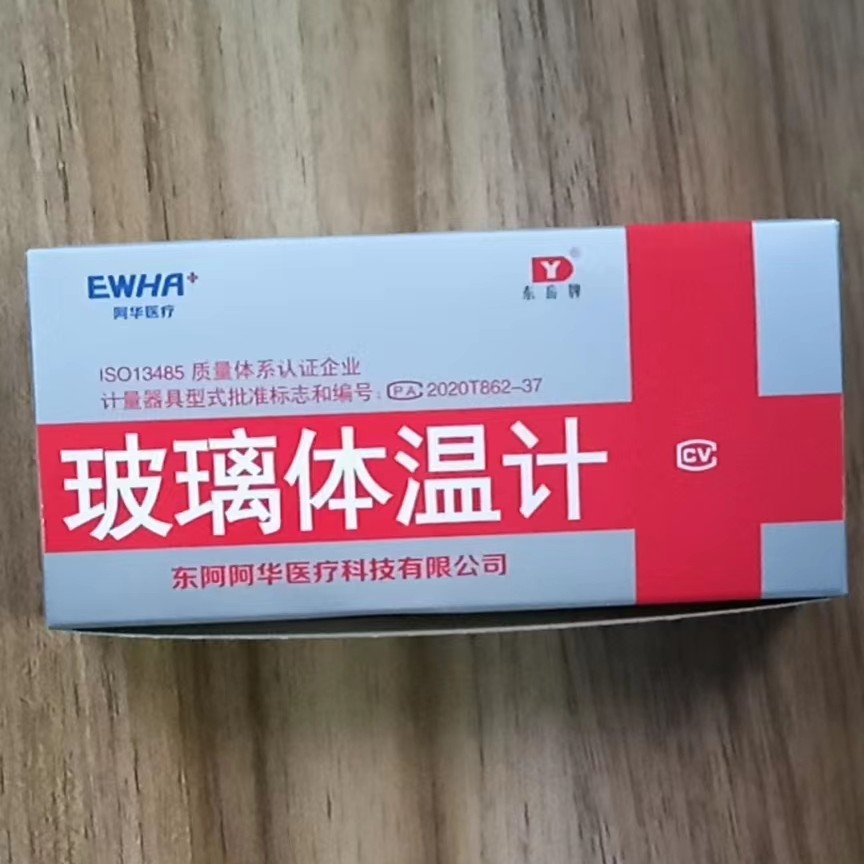 EWHA+
阿华医疗
DY®
东岳牌
ISO13485 质量体系认证企业
计量器具型式批准标志和编号: PA 2020T862-37
玻璃体温计
CV
东阿阿华医疗科技有限公司